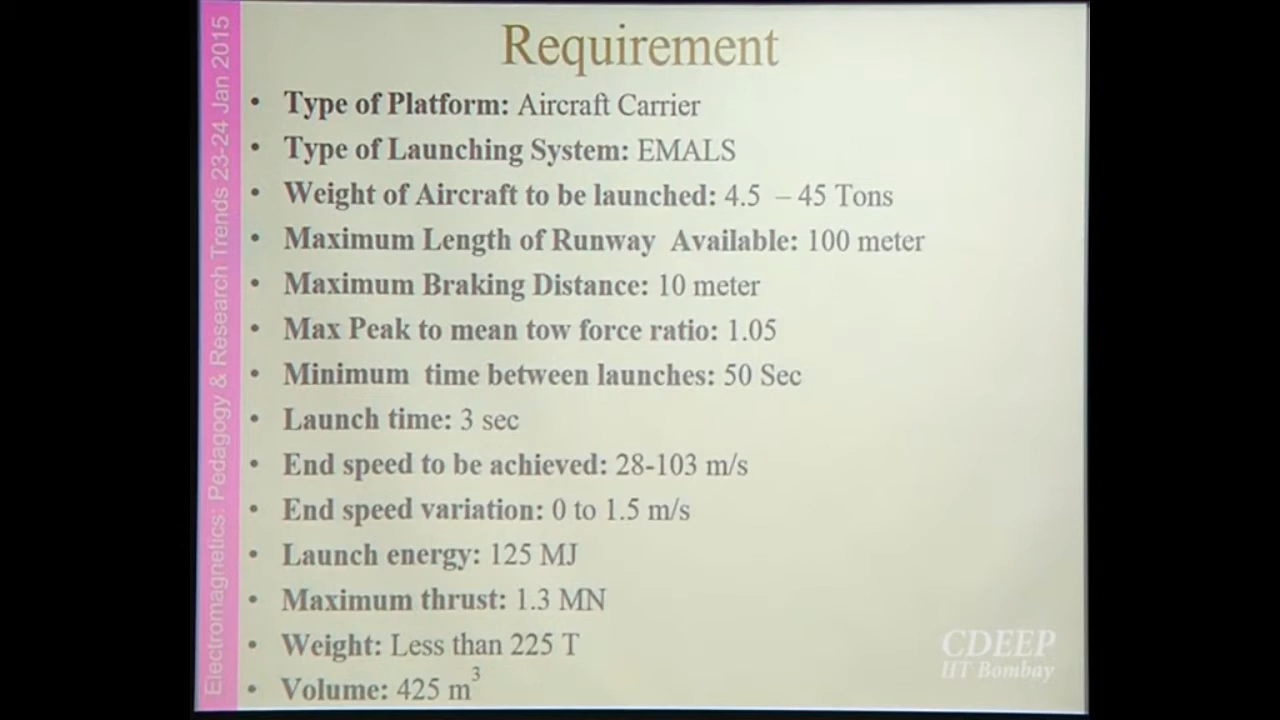 Requirement
• Type of Platform: Aircraft Carrier
• Type of Launching System: EMALS
• Weight of Aircraft to be launched: 4.5 – 45 Tons
• Maximum Length of Runway Available: 100 meter
• Maximum Braking Distance: 10 meter
• Max Peak to mean tow force ratio: 1.05
• Minimum time between launches: 50 Sec
• Launch time: 3 sec
• End speed to be achieved: 28-103 m/s
• End speed variation: 0 to 1.5 m/s
• Launch energy: 125 MJ
• Maximum thrust: 1.3 MN
• Weight: Less than 225 T
• Volume: 425 m³
Electromagnetics: Pedagogy & Research Trends 23-24 Jan 2015
CDEEP
IIT Bombay